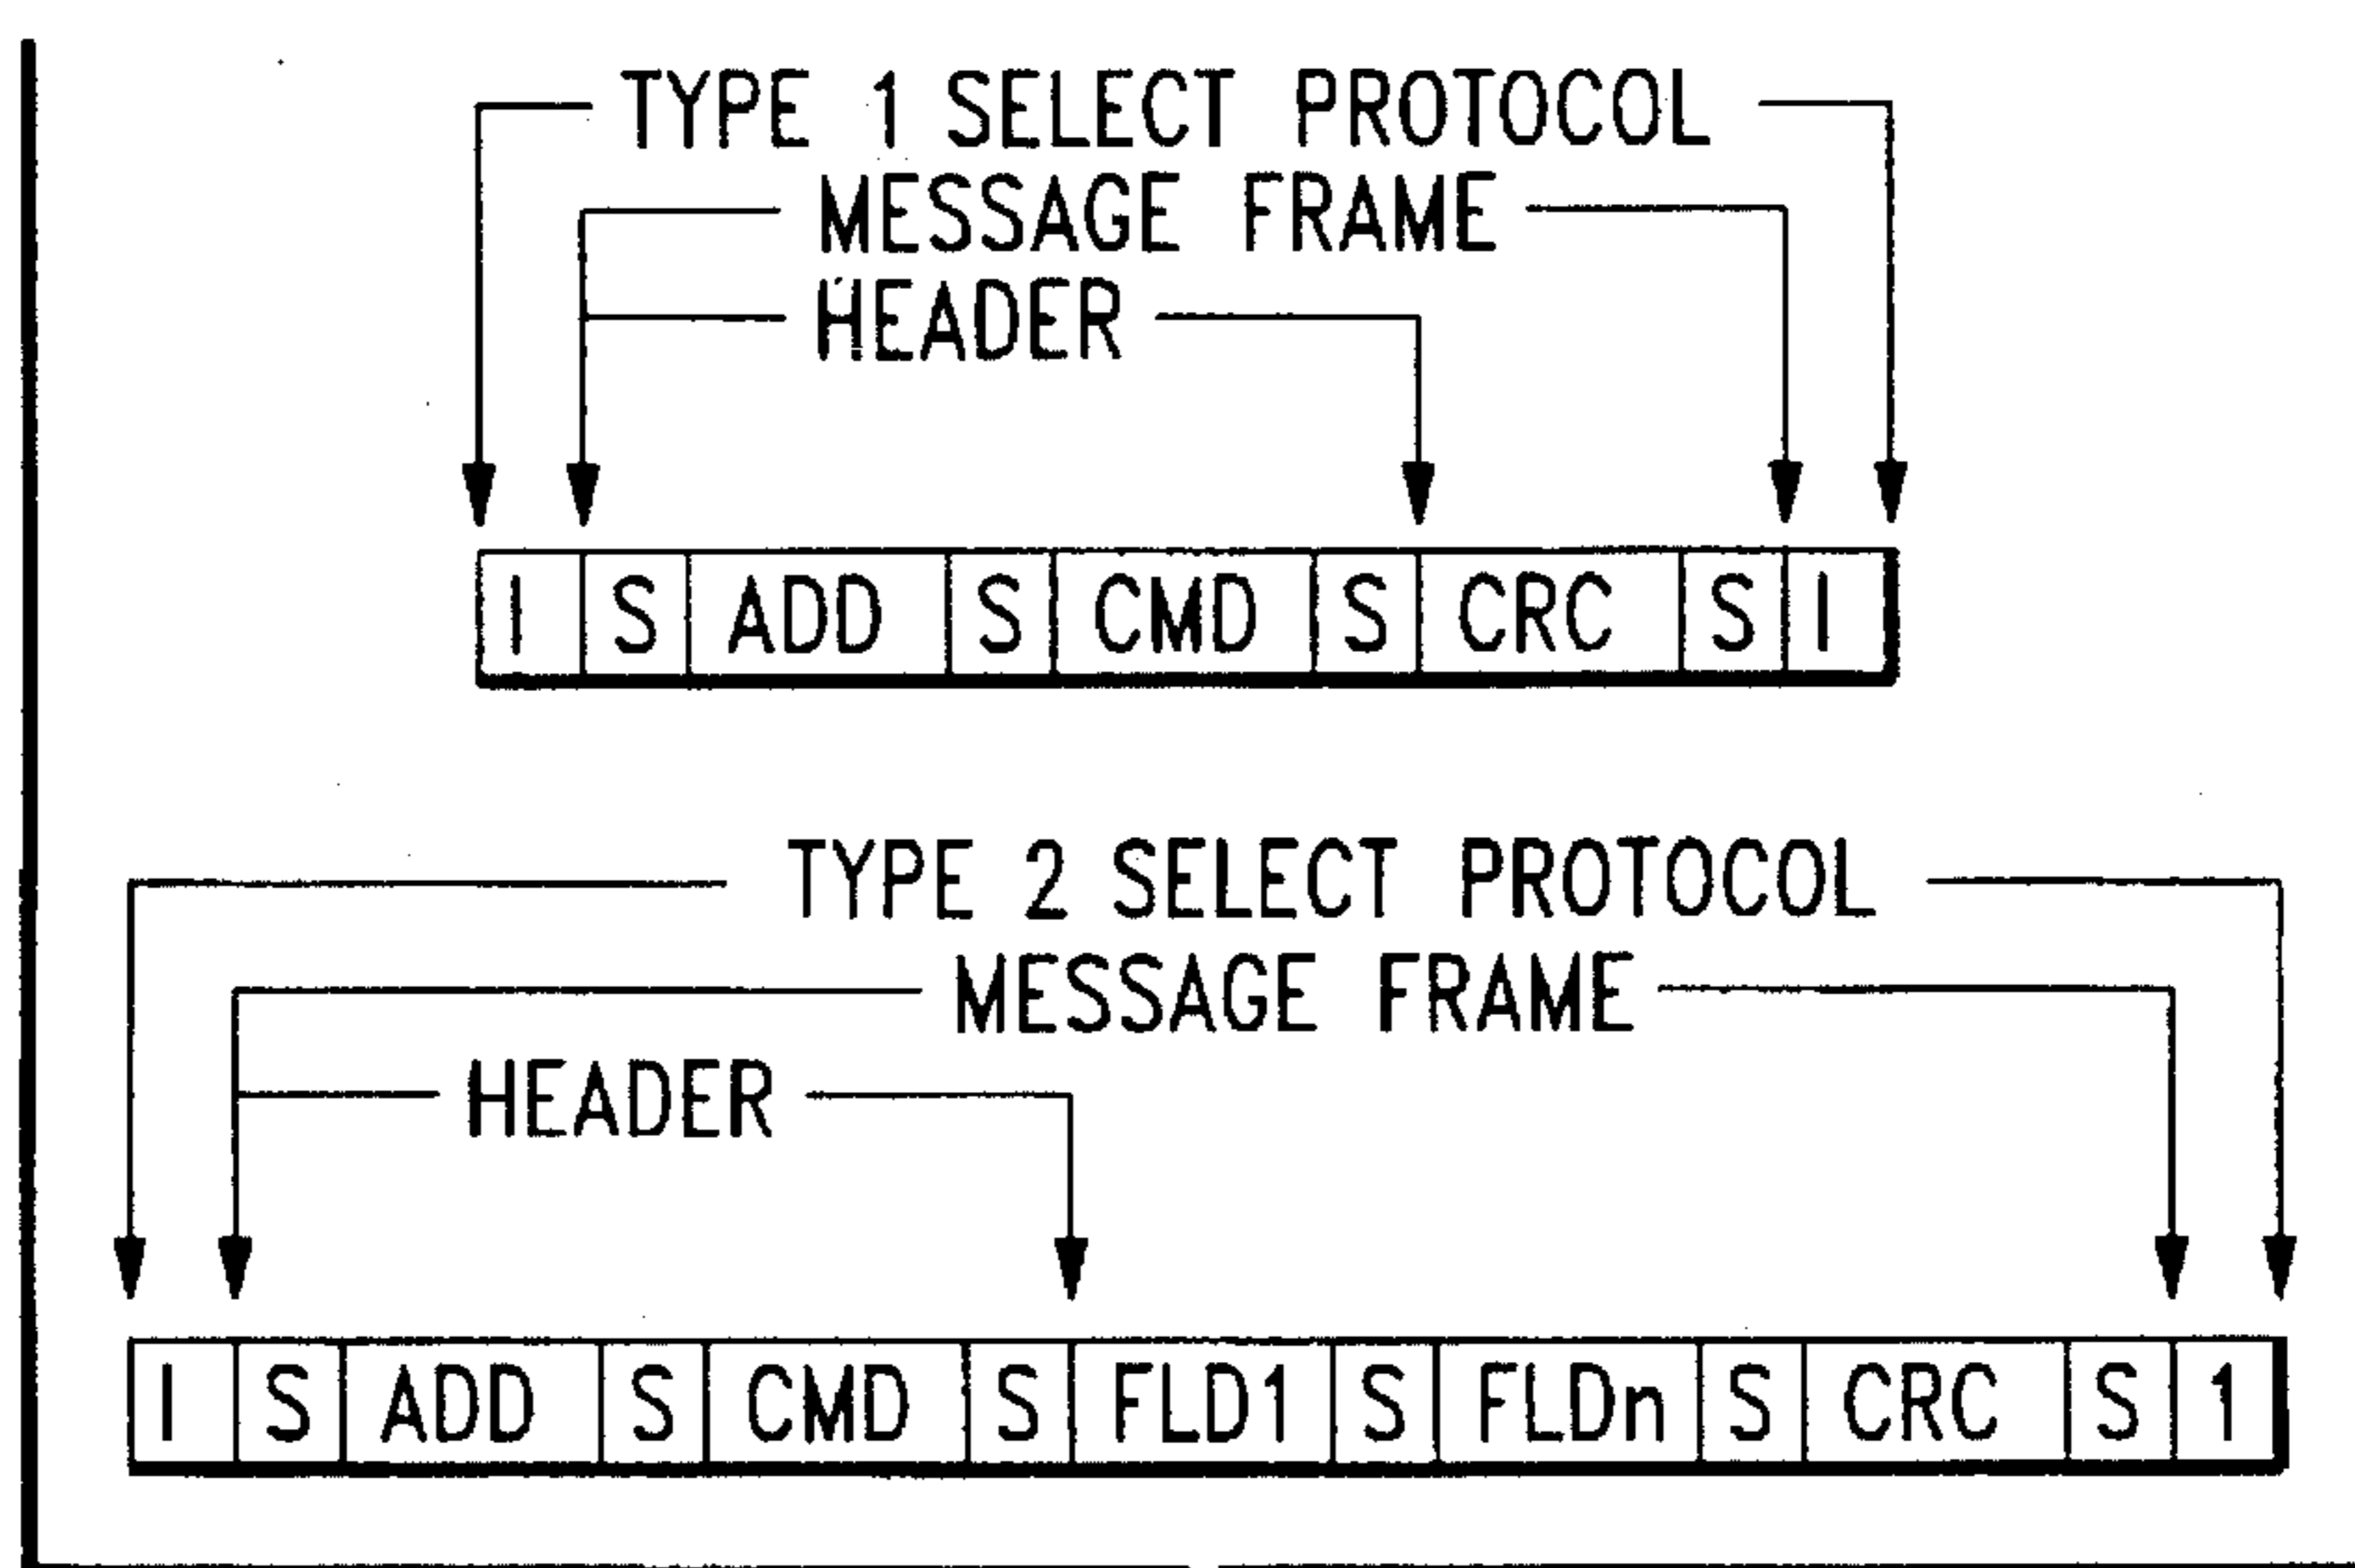 TYPE 1 SELECT PROTOCOL
MESSAGE FRAME
HEADER
I S ADD S CMD S CRC S I
TYPE 2 SELECT PROTOCOL
MESSAGE FRAME
HEADER
I S ADD S CMD S FLD1 S FLDn S CRC S 1